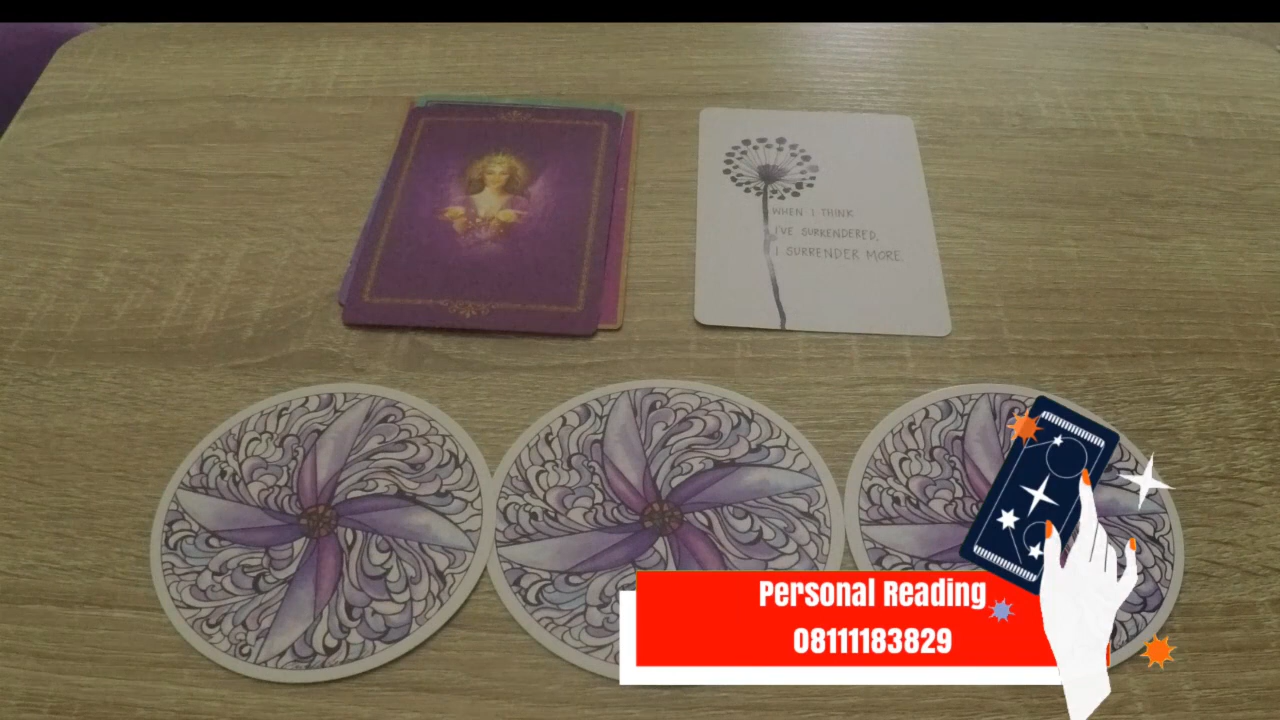 WHEN I THINK
I'VE SURRENDERED,
I SURRENDER MORE.
Personal Reading
08111183829